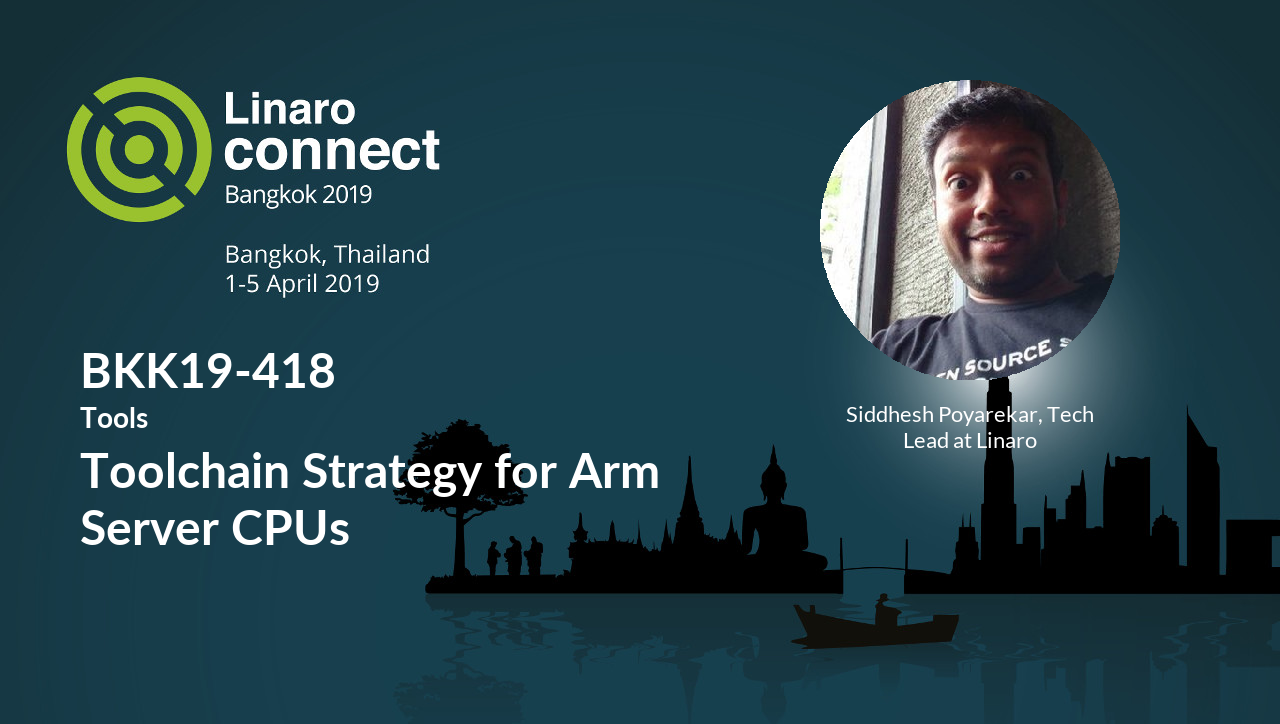 Linaro
connect
Bangkok 2019
Bangkok, Thailand
1-5 April 2019
BKK19-418
Tools
Toolchain Strategy for Arm
Server CPUs
SOURCE
Siddhesh Poyarekar, Tech
Lead at Linaro